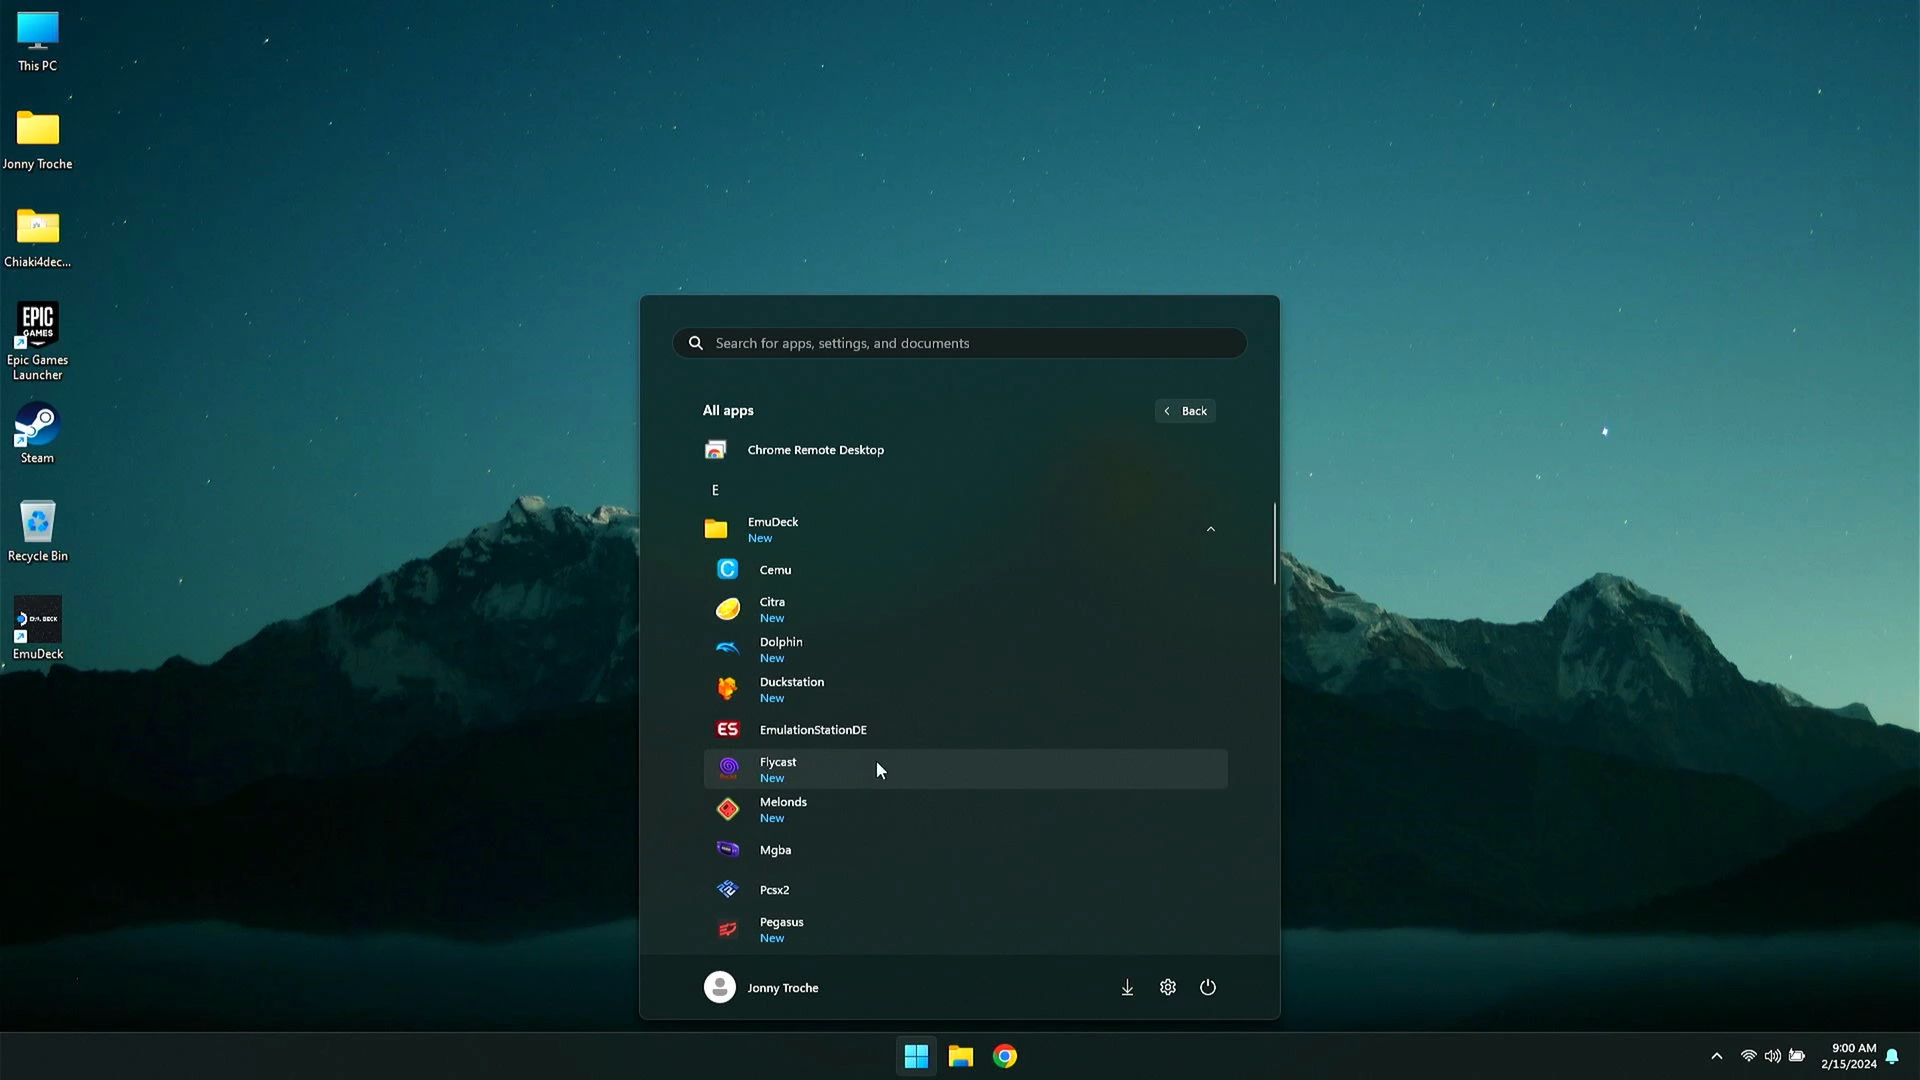 This PC
Jonny Troche
Chiaki4dec...
EPIC
GAMES
Epic Games
Launcher
Steam
Recycle Bin
EmuDeck
Search for apps, settings, and documents
All apps
Back
Chrome Remote Desktop
E
EmuDeck
New
C
Cemu
Citra
New
Dolphin
New
Duckstation
New
ES
EmulationStationDE
Flycast
New
Melonds
New
Mgba
Pcsx2
Pegasus
New
Jonny Troche
9:00 AM
2/15/2024